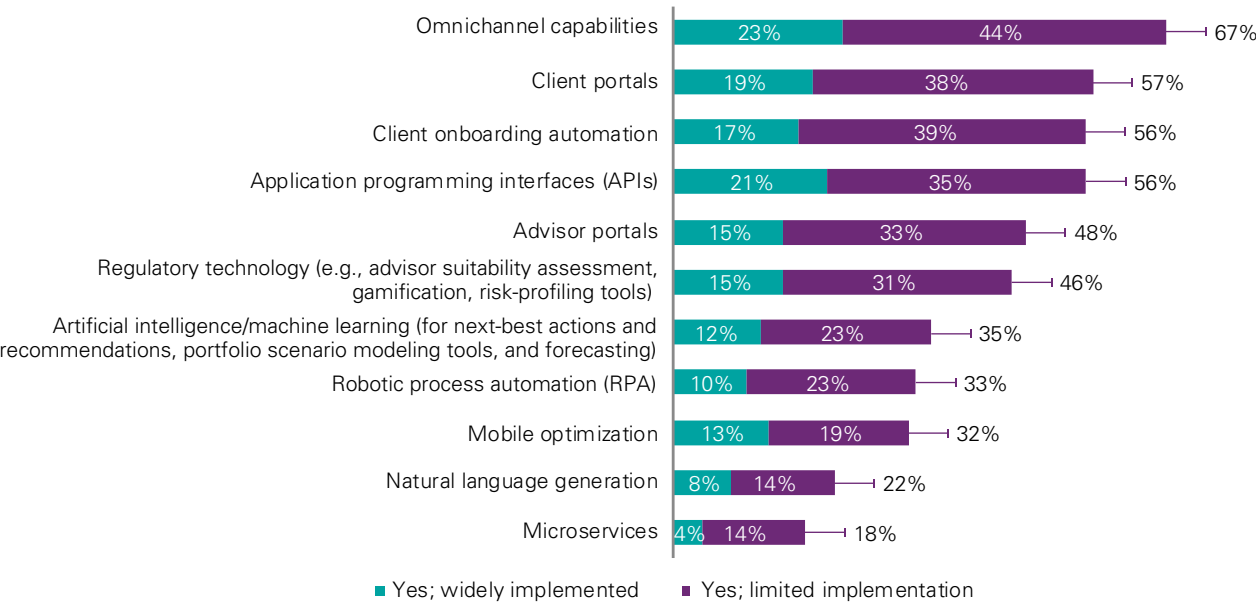 Omnichannel capabilities 23% 44% 67%
Client portals 19% 38% 57%
Client onboarding automation 17% 39% 56%
Application programming interfaces (APIs) 21% 35% 56%
Advisor portals 15% 33% 48%
Regulatory technology (e.g., advisor suitability assessment,
gamification, risk-profiling tools) 15% 31% 46%
Artificial intelligence/machine learning (for next-best actions and
recommendations, portfolio scenario modeling tools, and forecasting) 12% 23% 35%
Robotic process automation (RPA) 10% 23% 33%
Mobile optimization 13% 19% 32%
Natural language generation 8% 14% 22%
Microservices 4% 14% 18%
Yes; widely implemented Yes; limited implementation